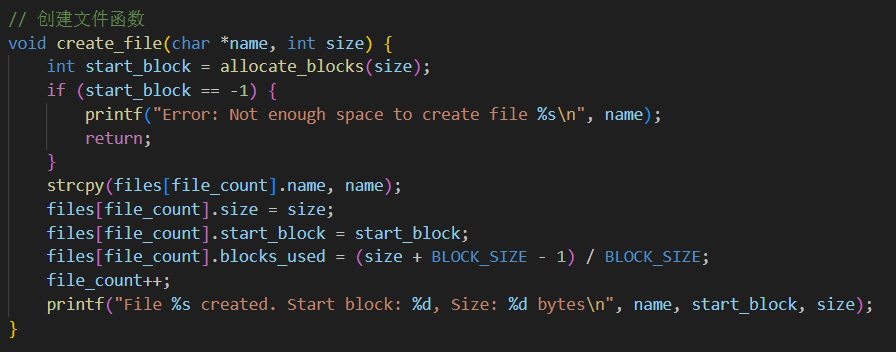 // 创建文件函数
void create_file(char *name, int size) {
    int start_block = allocate_blocks(size);
    if (start_block == -1) {
        printf("Error: Not enough space to create file %s\n", name);
        return;
    }
    strcpy(files[file_count].name, name);
    files[file_count].size = size;
    files[file_count].start_block = start_block;
    files[file_count].blocks_used = (size + BLOCK_SIZE - 1) / BLOCK_SIZE;
    file_count++;
    printf("File %s created. Start block: %d, Size: %d bytes\n", name, start_block, size);
}